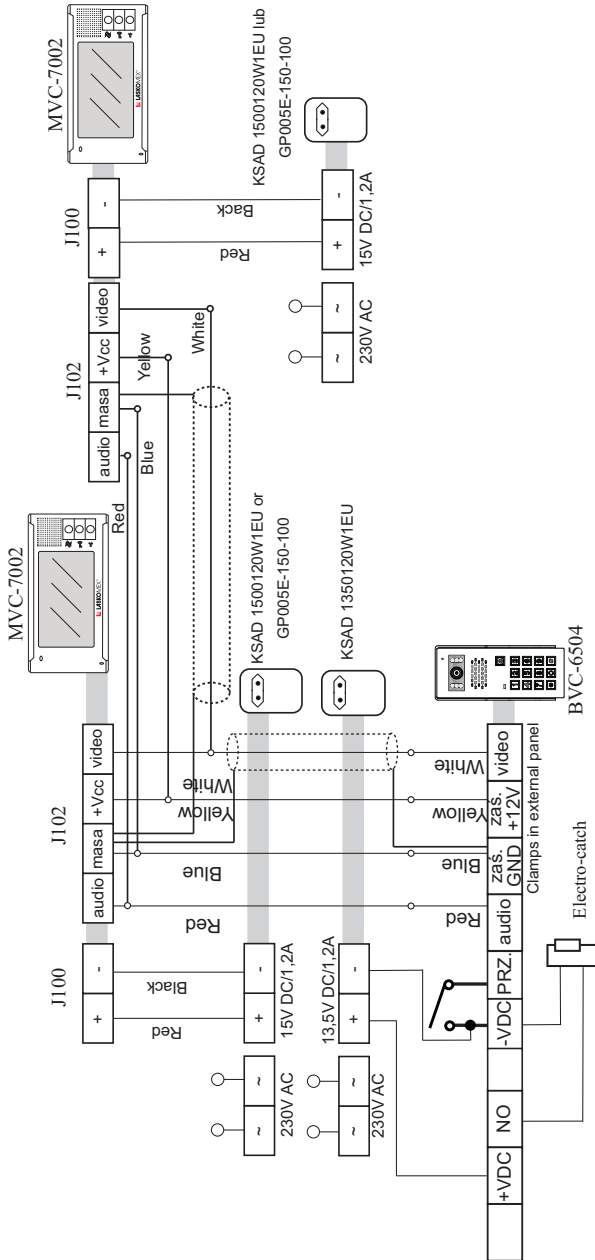 MVC-7002
LASKOMEX
MVC-7002
LASKOMEX
J100
+
-
J102
audio
masa
+Vcc
video
J102
audio
masa
+Vcc
video
J100
+
-
Red
Blue
Yellow
White
Red
Black
Red
Blue
Yellow
White
Red
Back
KSAD 1500120W1EU or
GP005E-150-100
KSAD 1500120W1EU lub
GP005E-150-100
~
~
230V AC
+
-
15V DC/1,2A
~
~
230V AC
+
-
15V DC/1,2A
KSAD 1350120W1EU
~
~
230V AC
+
-
13,5V DC/1,2A
Red
Blue
Yellow
White
+VDC
NO
-VDC
PRZ.
audio
zaś.
GND
zaś.
+12V
video
Clamps in external panel
BVC-6504
Electro-catch